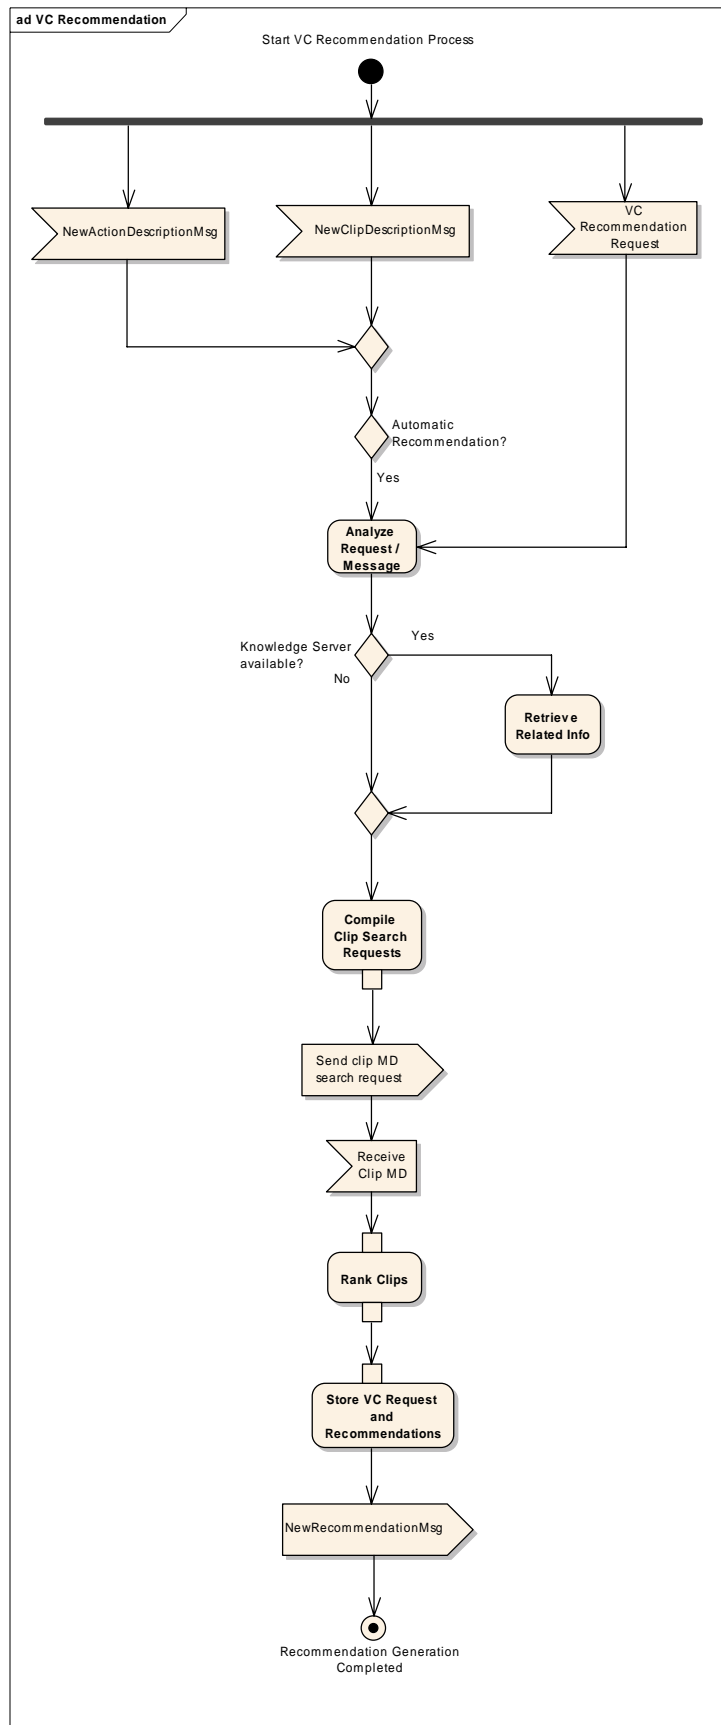 ad VC Recommendation
Start VC Recommendation Process
NewActionDescriptionMsg
NewClipDescriptionMsg
VC
Recommendation
Request
Automatic
Recommendation?
Yes
Analyze
Request /
Message
Knowledge Server
available?
Yes
No
Retrieve
Related Info
Compile
Clip Search
Requests
Send clip MD
search request
Receive
Clip MD
Rank Clips
Store VC Request
and
Recommendations
NewRecommendationMsg
Recommendation Generation
Completed